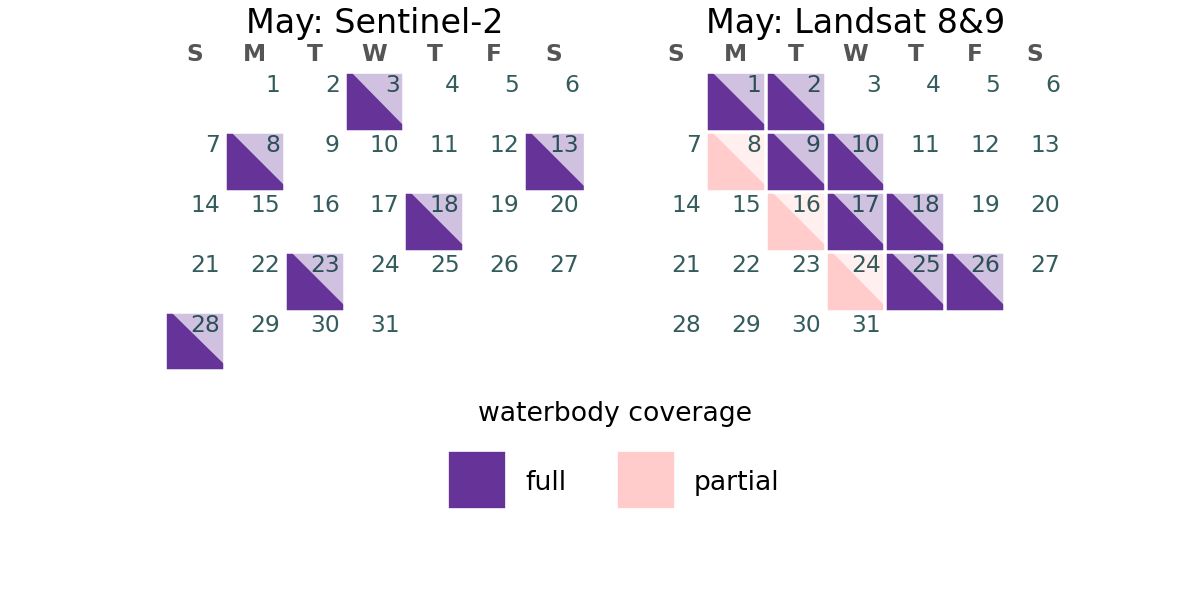 May: Sentinel-2
S M T W T F S
1 2 3 4 5 6
7 8 9 10 11 12 13
14 15 16 17 18 19 20
21 22 23 24 25 26 27
28 29 30 31
May: Landsat 8&9
S M T W T F S
1 2 3 4 5 6
7 8 9 10 11 12 13
14 15 16 17 18 19 20
21 22 23 24 25 26 27
28 29 30 31
waterbody coverage
full partial